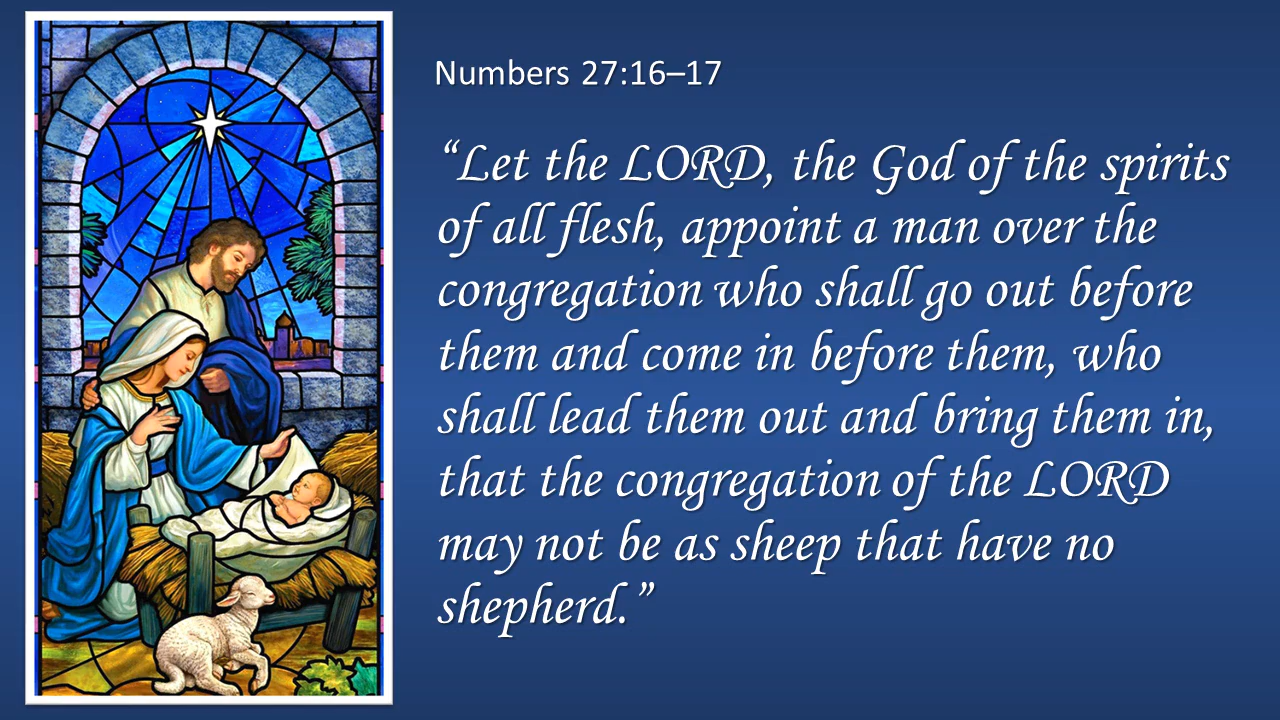 Numbers 27:16–17
“Let the LORD, the God of the spirits
of all flesh, appoint a man over the
congregation who shall go out before
them and come in before them, who
shall lead them out and bring them in,
that the congregation of the LORD
may not be as sheep that have no
shepherd.”